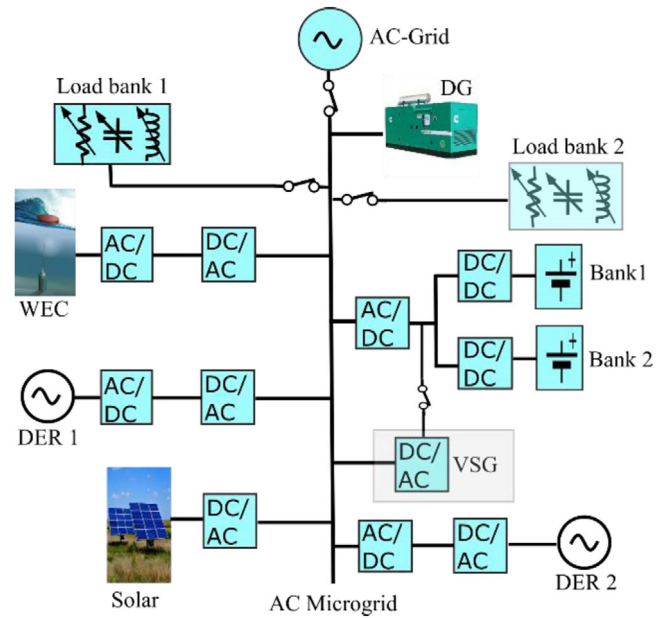 AC-Grid
Load bank 1
DG
Load bank 2
AC/
DC
DC/
AC
WEC
DC/
DC
Bank1
AC/
DC
DC/
DC
Bank 2
AC/
DC
DC/
AC
DER 1
DC/
AC
VSG
DC/
AC
Solar
AC/
DC
DC/
AC
DER 2
AC Microgrid